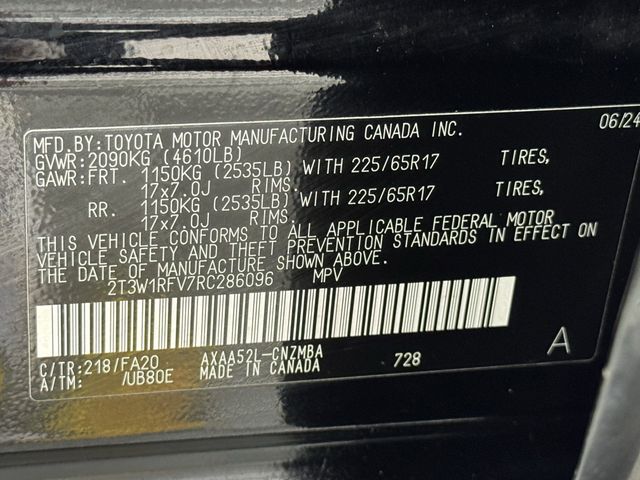 06/24
MFD.BY:TOYOTA MOTOR MANUFACTURING CANADA INC.
GVWR:2090KG (4610LB)
GAWR:FRT. 1150KG (2535LB) WITH 225/65R17 TIRES,
17x7.0J RIMS.
RR. 1150KG (2535LB) WITH 225/65R17 TIRES,
17x7.0J RIMS.
THIS VEHICLE CONFORMS TO ALL APPLICABLE FEDERAL MOTOR
VEHICLE SAFETY AND THEFT PREVENTION STANDARDS IN EFFECT ON
THE DATE OF MANUFACTURE SHOWN ABOVE.
2T3W1RFV7RC286096 MPV
C/TR:218/FA20 AXAA52L-CNZMBA 728 A
A/TM: /UB80E MADE IN CANADA